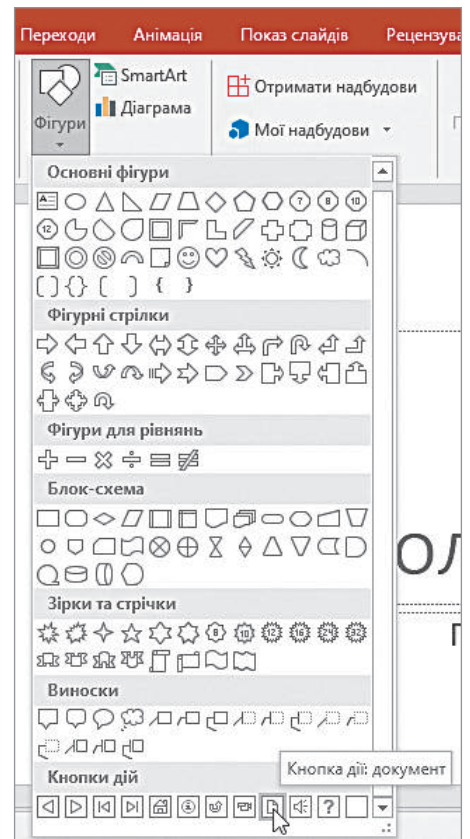 Переходи Анімація Показ слайдів
Фігури
SmartArt
Діаграма
Отримати надбудови
Мої надбудови
Основні фігури
Фігурні стрілки
Фігури для рівнянь
Блок-схема
Зірки та стрічки
Виноски
Кнопки дій
Кнопка дії: документ